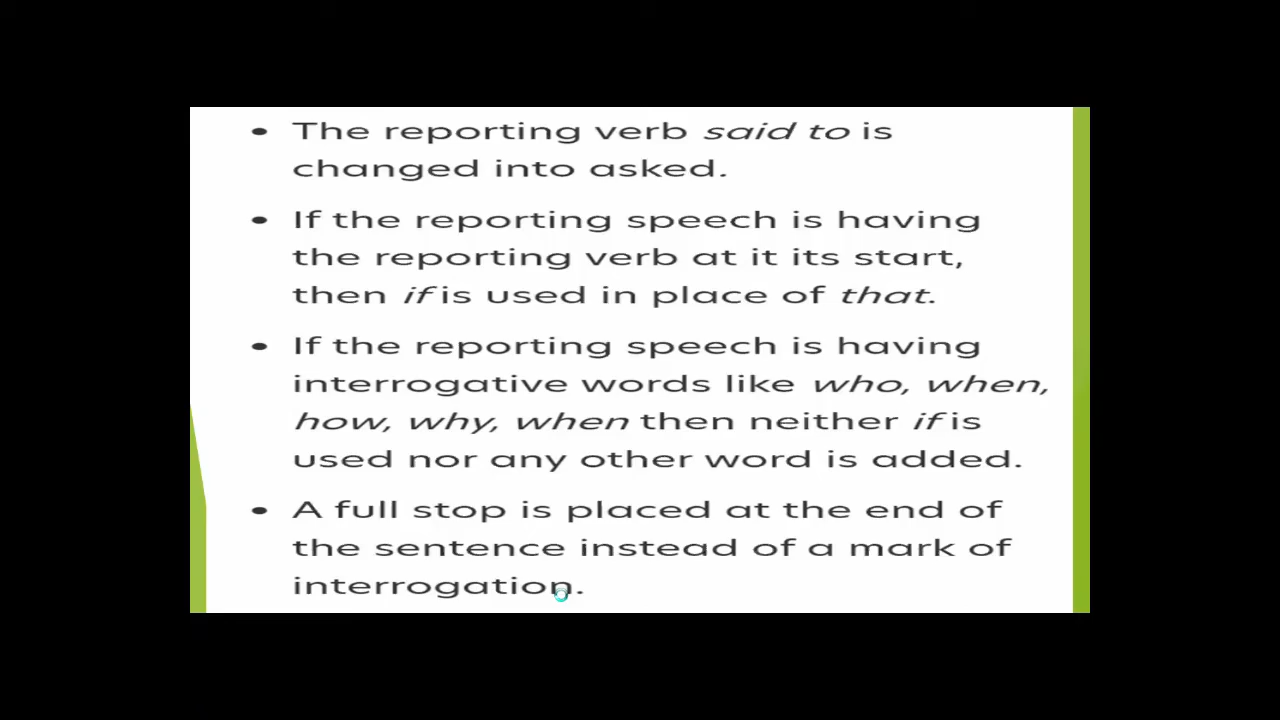 • The reporting verb said to is
changed into asked.
• If the reporting speech is having
the reporting verb at it its start,
then if is used in place of that.
• If the reporting speech is having
interrogative words like who, when,
how, why, when then neither if is
used nor any other word is added.
• A full stop is placed at the end of
the sentence instead of a mark of
interrogation.